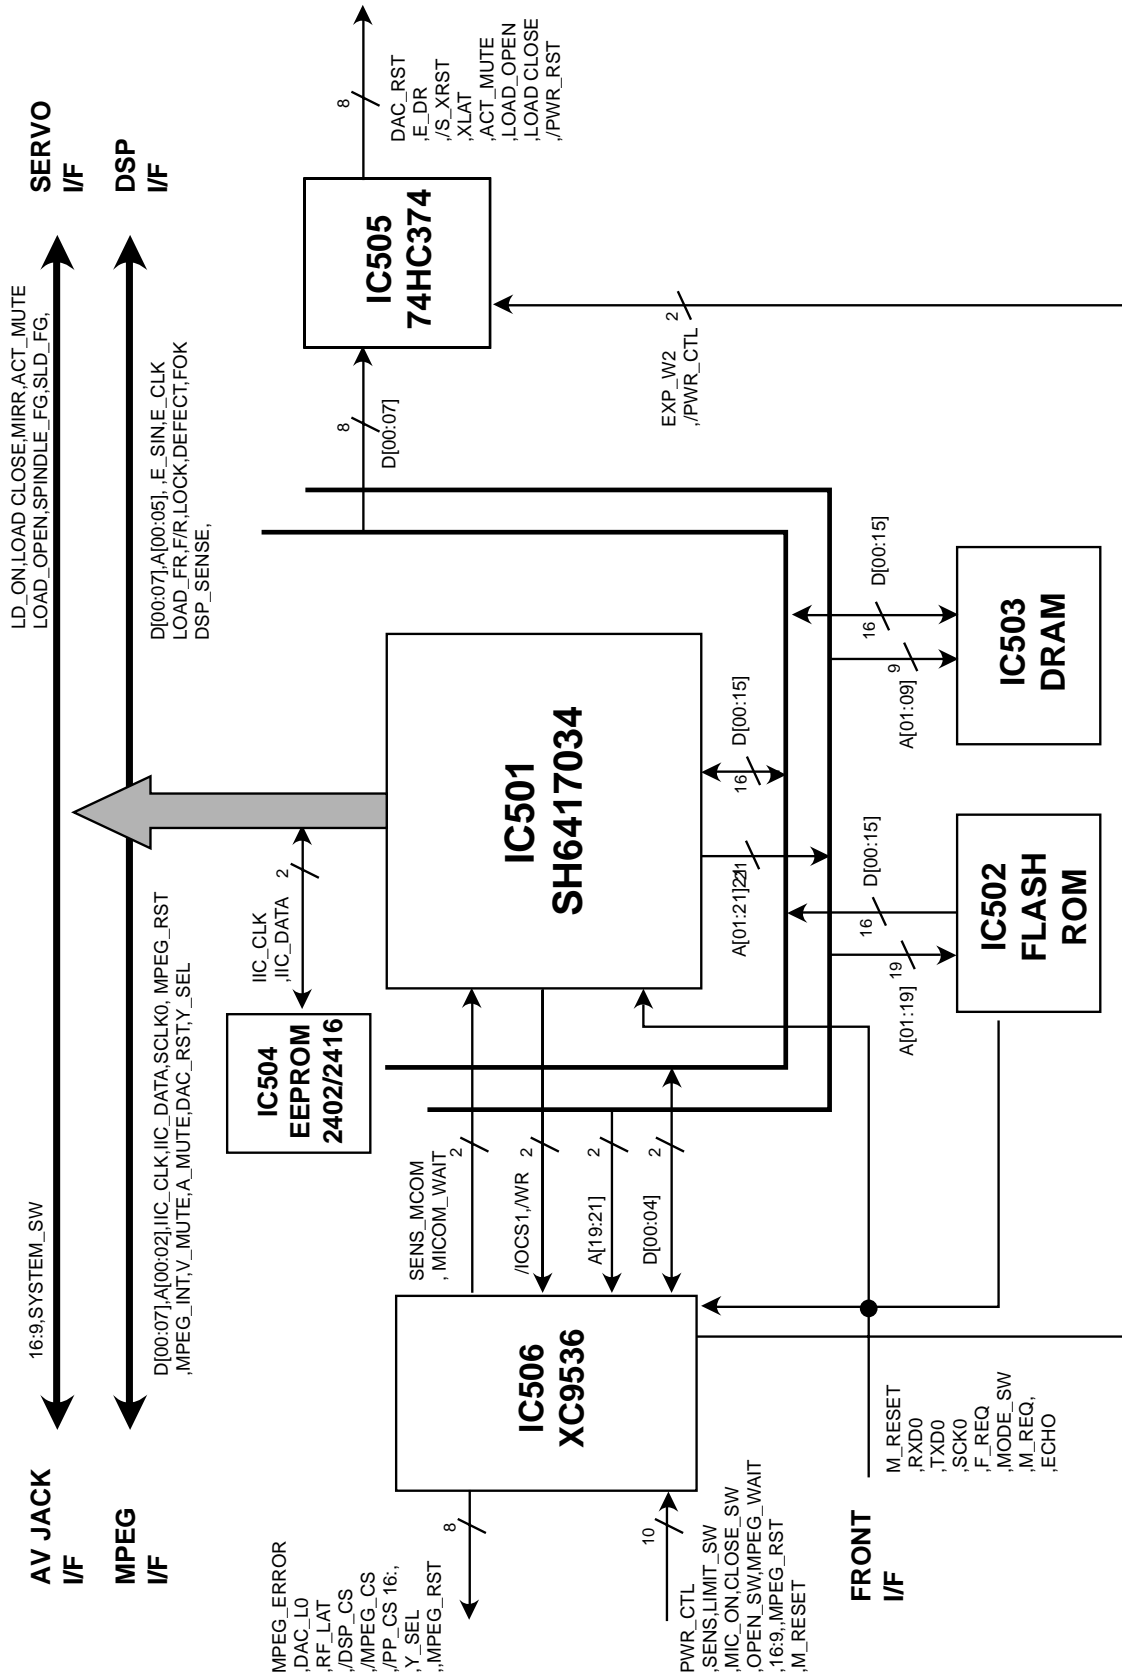 AV JACK
I/F
SERVO
I/F
16:9,SYSTEM_SW
LD_ON,LOAD CLOSE,MIRR,ACT_MUTE
LOAD_OPEN,SPINDLE_FG,SLD_FG,
MPEG
I/F
DSP
I/F
D[00:07],A[00:02],IIC_CLK,IIC_DATA,SCLK0, MPEG_RST
,MPEG_INT,V_MUTE,A_MUTE,DAC_RST,Y_SEL
D[00:07],A[00:05], ,E_SIN,E_CLK
LOAD_FR,F/R,LOCK,DEFECT,FOK
DSP_SENSE,
IC504
EEPROM
2402/2416
IIC_CLK
,IIC_DATA
2
MPEG_ERROR
,DAC_L0
,RF_LAT
,/DSP_CS
,/MPEG_CS
,/PP_CS 16:,
,Y_SEL
,,MPEG_RST
8
IC506
XC9536
SENS_MCOM
, MICOM_WAIT
2
/IOCS1,/WR
2
A[19:21]
2
D[00:04]
2
IC501
SH6417034
D[00:07]
8
IC505
74HC374
8
DAC_RST
,E_DR
,/S_XRST
,XLAT
,ACT_MUTE
,LOAD_OPEN
,LOAD CLOSE
,/PWR_RST
PWR_CTL
,SENS,LIMIT_SW
,MIC_ON,CLOSE_SW
,OPEN_SW,MPEG_WAIT
,16:9,,MPEG_RST
,M_RESET
10
EXP_W2
,/PWR_CTL
2
A[01:21]
21
21
16
D[00:15]
A[01:19]
19
16
D[00:15]
A[01:09]
9
16
D[00:15]
FRONT
I/F
M_RESET
,RXD0
,TXD0
,SCK0
,F_REQ
,MODE_SW
,M_REQ,
,ECHO
IC502
FLASH
ROM
IC503
DRAM